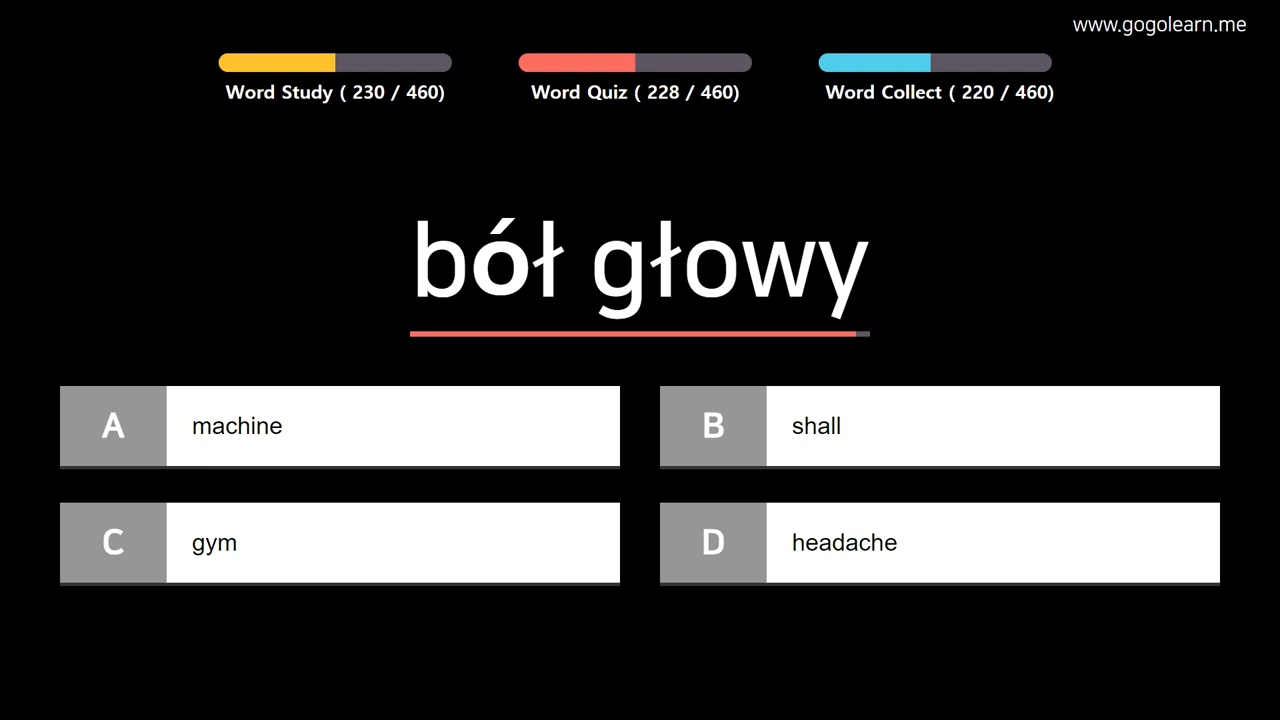 www.gogolearn.me
Word Study ( 230 / 460)
Word Quiz ( 228 / 460)
Word Collect ( 220 / 460)
ból głowy
A machine
B shall
C gym
D headache